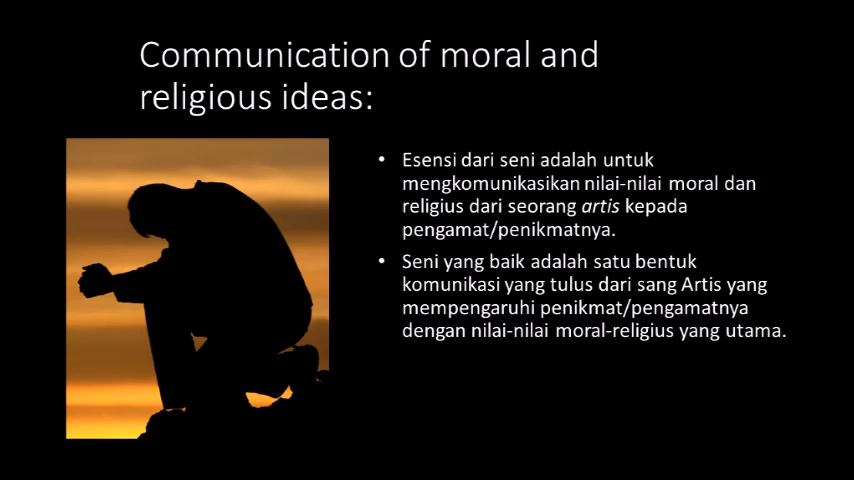 Communication of moral and
religious ideas:
• Esensi dari seni adalah untuk
mengkomunikasikan nilai-nilai moral dan
religius dari seorang artis kepada
pengamat/penikmatnya.
• Seni yang baik adalah satu bentuk
komunikasi yang tulus dari sang Artis yang
mempengaruhi penikmat/pengamatnya
dengan nilai-nilai moral-religius yang utama.